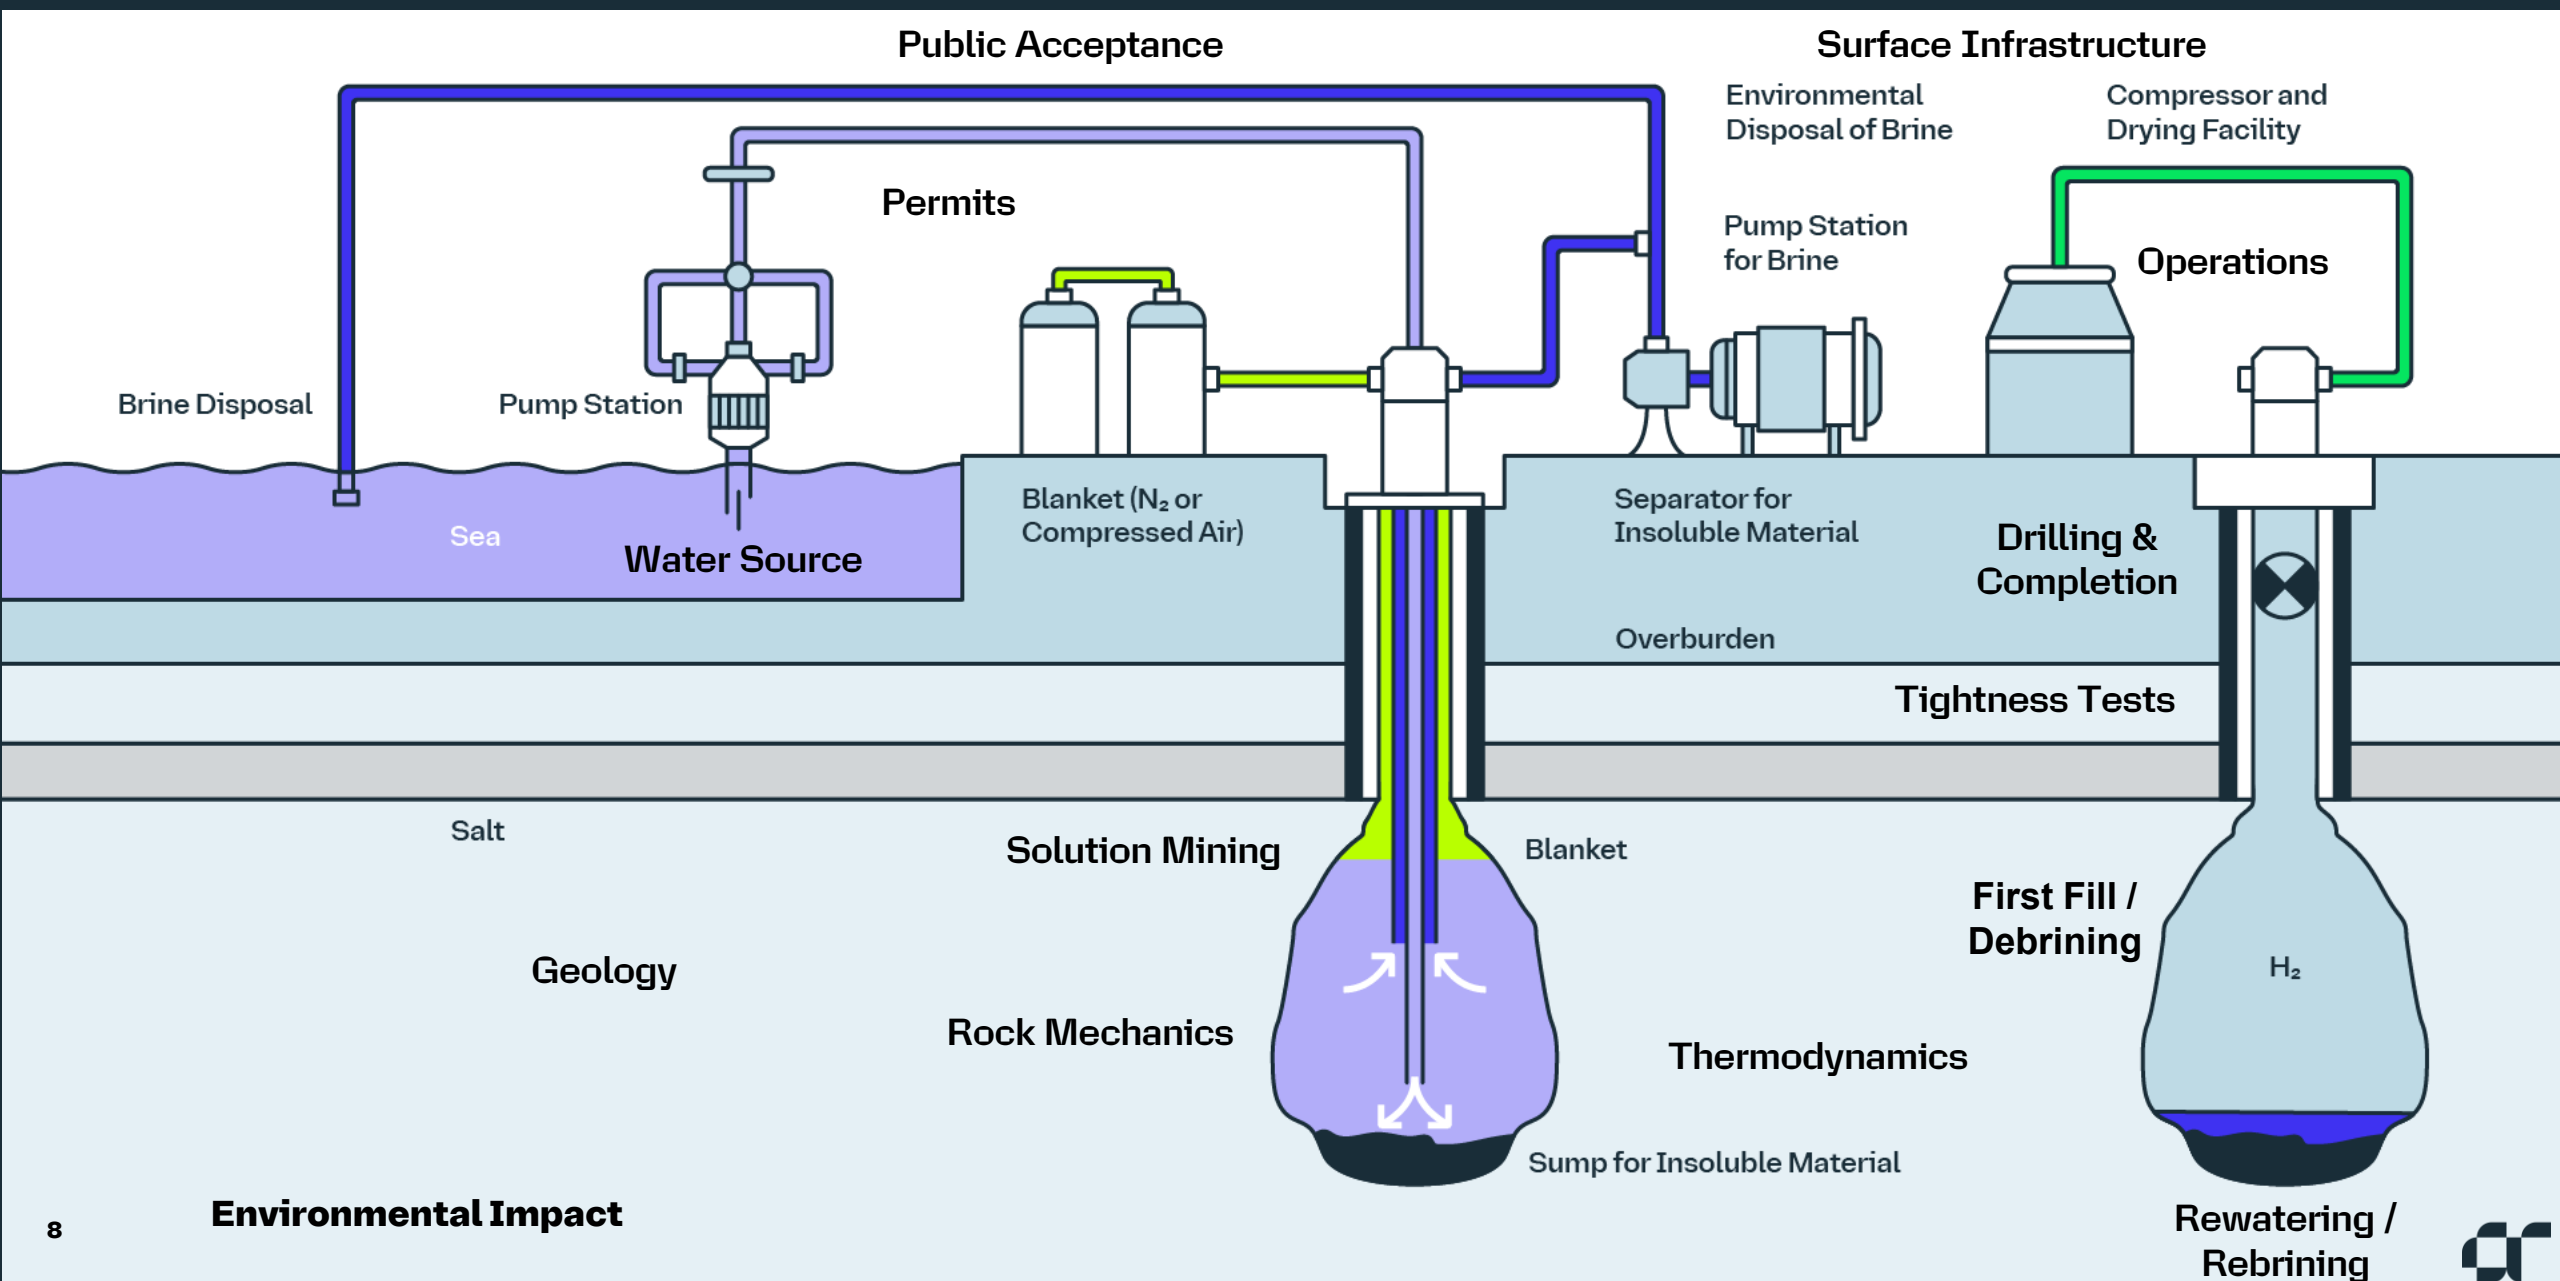 Public Acceptance
Surface Infrastructure
Environmental
Disposal of Brine
Compressor and
Drying Facility
Permits
Pump Station
for Brine
Operations
Brine Disposal
Pump Station
Sea
Water Source
Blanket (N₂ or
Compressed Air)
Separator for
Insoluble Material
Drilling &
Completion
Overburden
Tightness Tests
Salt
Solution Mining
Blanket
First Fill /
Debrining
Geology
H₂
Rock Mechanics
Thermodynamics
Sump for Insoluble Material
Environmental Impact
8
Rewatering /
Rebrining